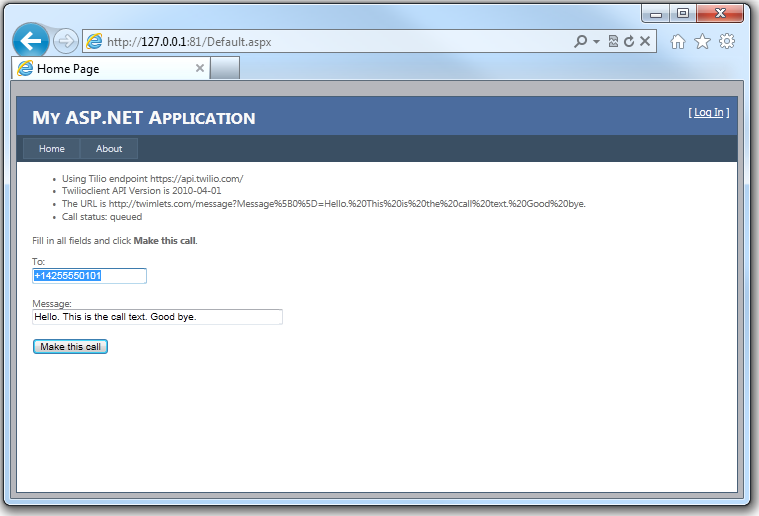 http://127.0.0.1:81/Default.aspx
Home Page
My ASP.NET Application
[ Log In ]
Home About
Using Tilio endpoint https://api.twilio.com/
Twilioclient API Version is 2010-04-01
The URL is http://twimlets.com/message?Message%5B0%5D=Hello.%20This%20is%20the%20call%20text.%20Good%20bye.
Call status: queued
Fill in all fields and click Make this call.
To:
+14255550101
Message:
Hello. This is the call text. Good bye.
Make this call